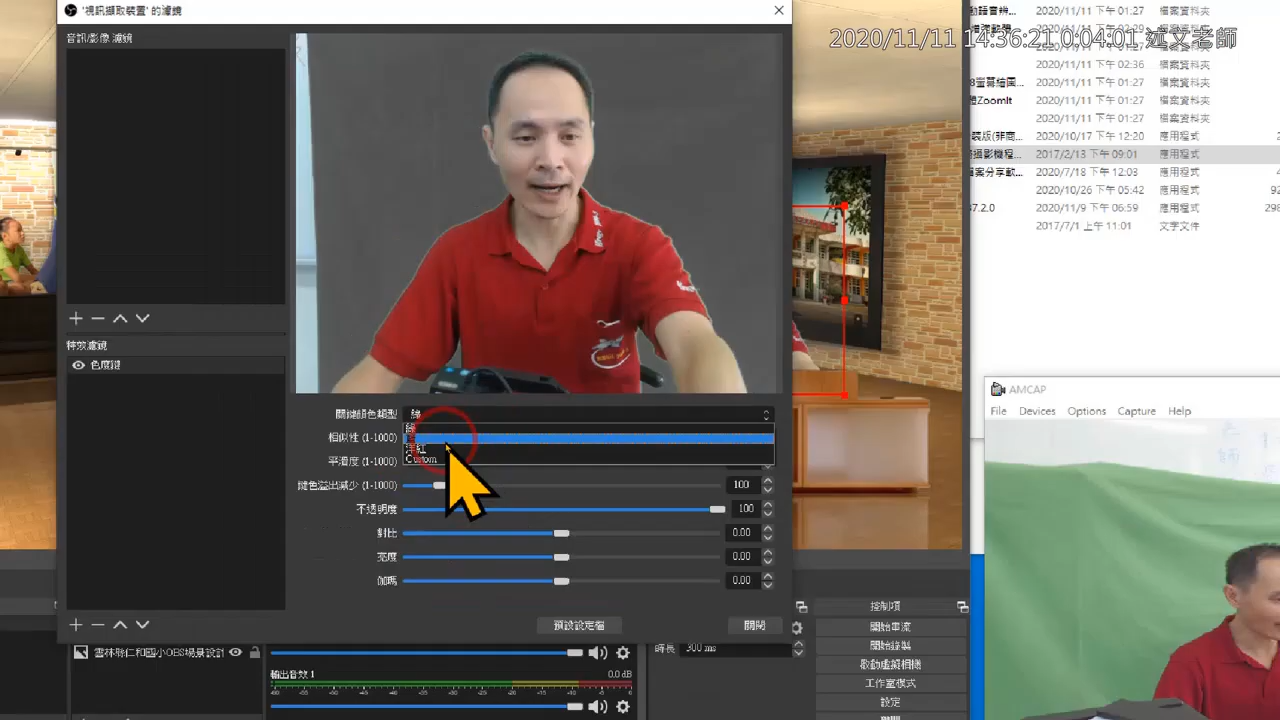 '視訊擷取裝置' 的濾鏡
音訊/影像 濾鏡
特效濾鏡
色度鍵
關鍵顏色類型 綠
綠
洋紅
Custom
相似性 (1-1000)
平滑度 (1-1000)
鍵色溢出減少 (1-1000) 100
不透明度 100
對比 0.00
亮度 0.00
伽瑪 0.00
預設設定檔
關閉
雲林縣仁和國小OBS場景設計
輸出音效 1 0.0 dB
時長 300 ms
控制項
開始串流
開始錄製
啟動虛擬相機
工作室模式
設定
2020/11/11 14:36:21 0:04:01 述文老師
2020/11/11 下午 01:27 檔案資料夾
2020/11/11 下午 02:36 檔案資料夾
2020/11/11 下午 01:27 檔案資料夾
ZoomIt 2020/11/11 下午 01:27 檔案資料夾
2020/11/11 下午 01:27 檔案資料夾
2020/10/17 下午 12:20 應用程式
2017/2/13 下午 09:01 應用程式
2020/7/18 下午 12:03 應用程式
2020/10/26 下午 05:42 應用程式
37.2.0 2020/11/9 下午 06:59 應用程式 298
2017/7/1 上午 11:01 文字文件
AMCAP
File Devices Options Capture Help